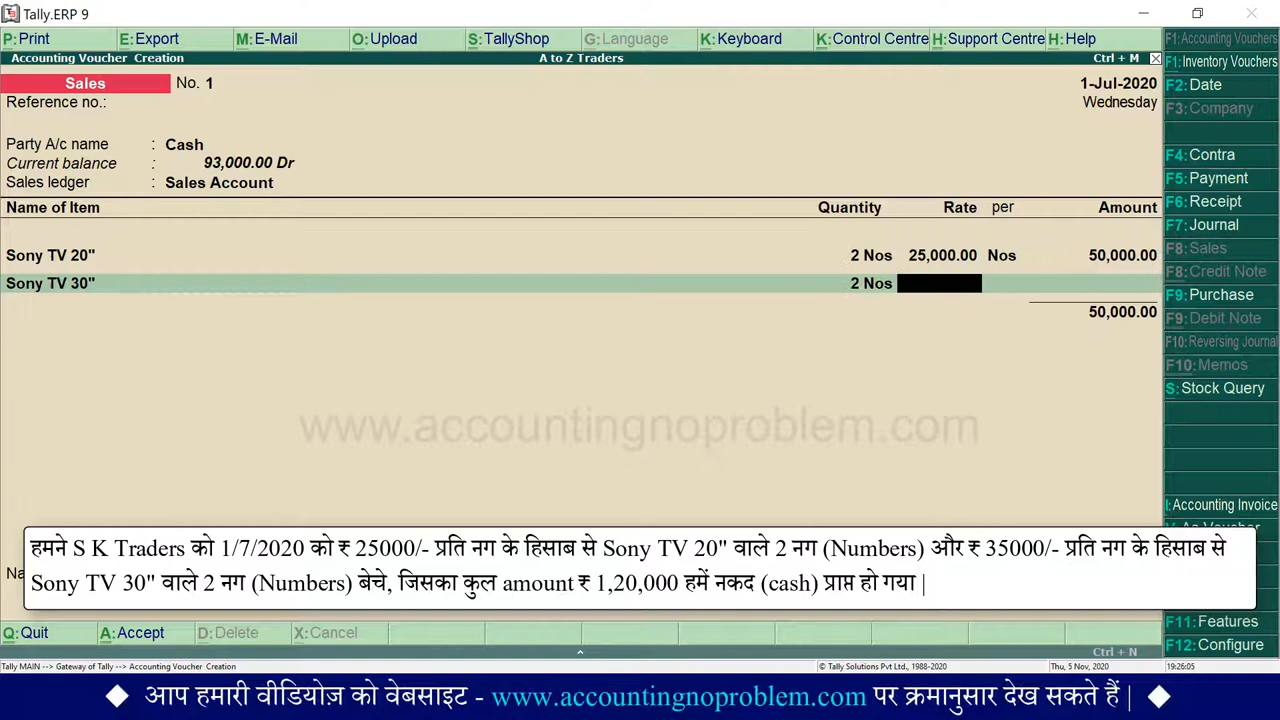 Tally.ERP 9
P: Print E: Export M: E-Mail O: Upload S: TallyShop G: Language K: Keyboard K: Control Centre H: Support Centre H: Help
F1: Accounting Vouchers
Accounting Voucher Creation A to Z Traders Ctrl + M
F1: Inventory Vouchers
Sales No. 1 1-Jul-2020
F2: Date
Reference no.: Wednesday
F3: Company
Party A/c name : Cash
F4: Contra
Current balance : 93,000.00 Dr
F5: Payment
Sales ledger : Sales Account
F6: Receipt
Name of Item Quantity Rate per Amount
F7: Journal
F8: Sales
Sony TV 20" 2 Nos 25,000.00 Nos 50,000.00
F8: Credit Note
Sony TV 30" 2 Nos
F9: Purchase
50,000.00
F9: Debit Note
F10: Reversing Journal
F10: Memos
S: Stock Query
www.accountingnoproblem.com
I: Accounting Invoice
हमने S K Traders को 1/7/2020 को ₹ 25000/- प्रति नग के हिसाब से Sony TV 20" वाले 2 नग (Numbers) और ₹ 35000/- प्रति नग के हिसाब से
Sony TV 30" वाले 2 नग (Numbers) बेचे, जिसका कुल amount ₹ 1,20,000 हमें नकद (cash) प्राप्त हो गया |
F11: Features
Q: Quit A: Accept D: Delete X: Cancel
F12: Configure
Ctrl + N
Tally MAIN --> Gateway of Tally --> Accounting Voucher Creation © Tally Solutions Pvt Ltd., 1988-2020 Thu, 5 Nov, 2020 19:26:05
◆ आप हमारी वीडियोज़ को वेबसाइट - www.accountingnoproblem.com पर क्रमानुसार देख सकते हैं | ◆